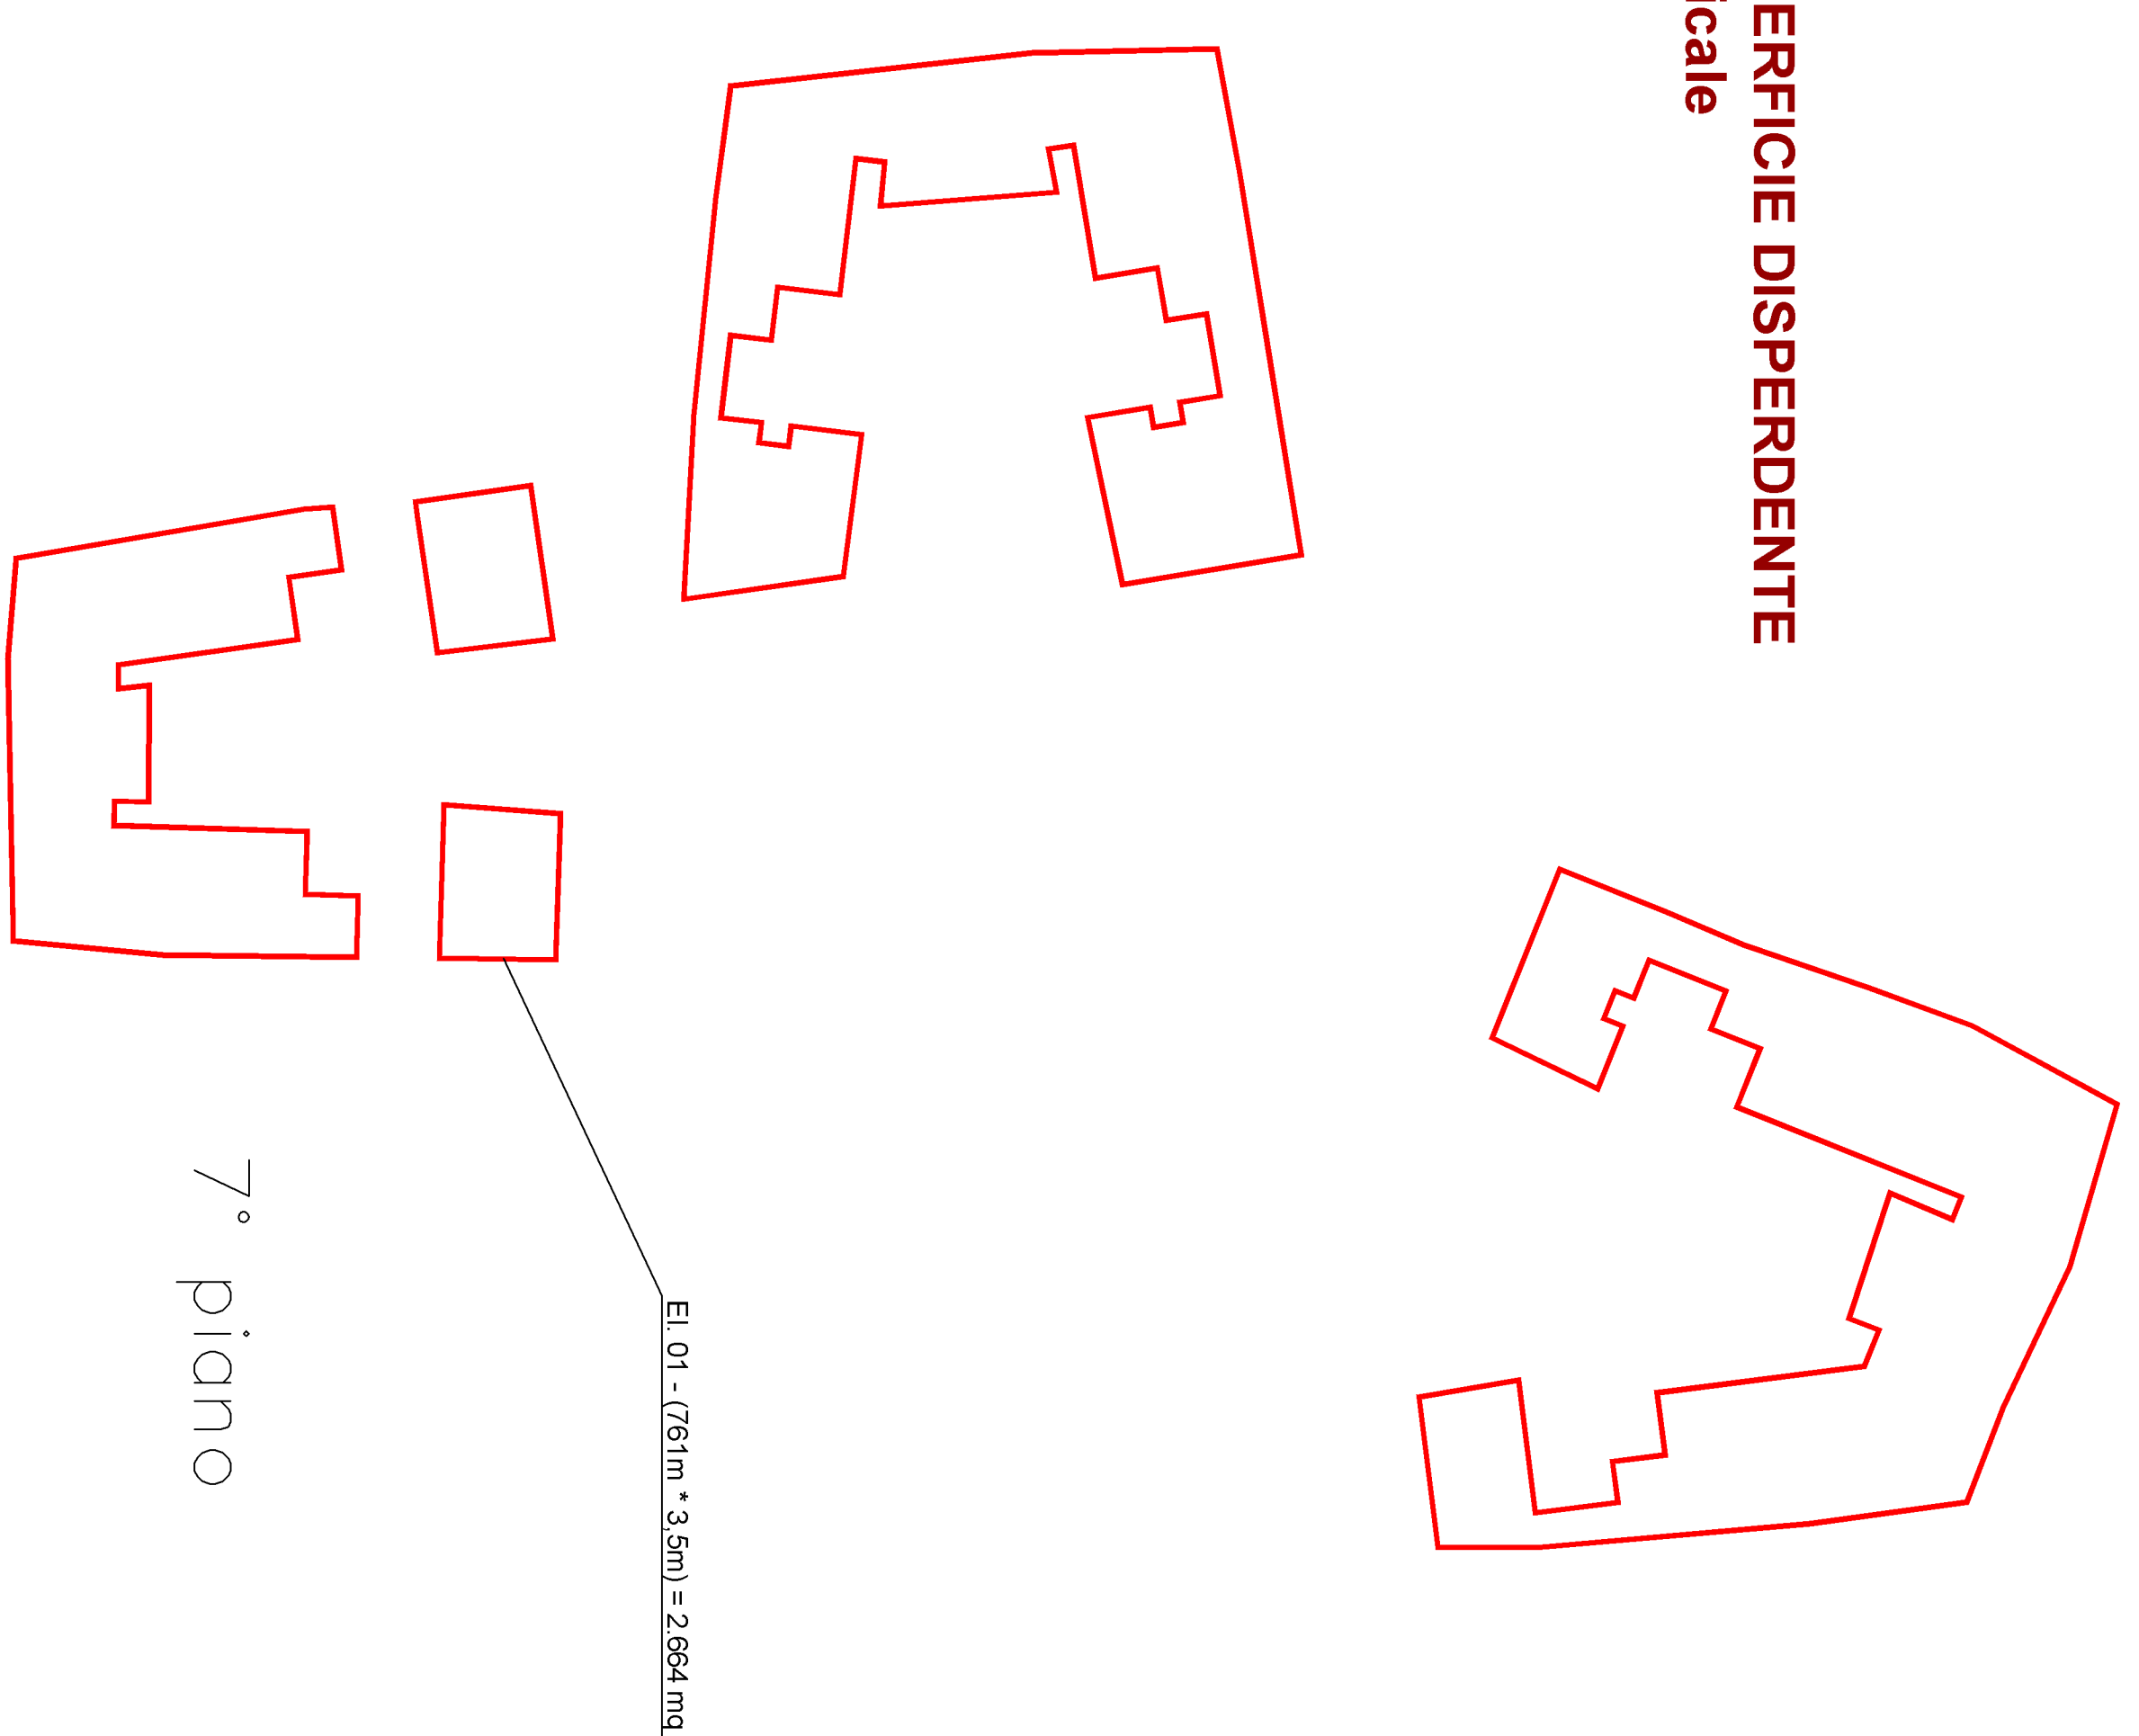 ERFICIE DISPERDENTE
icale
El. 01 - (761m * 3,5m) = 2.664 mq
7° piano